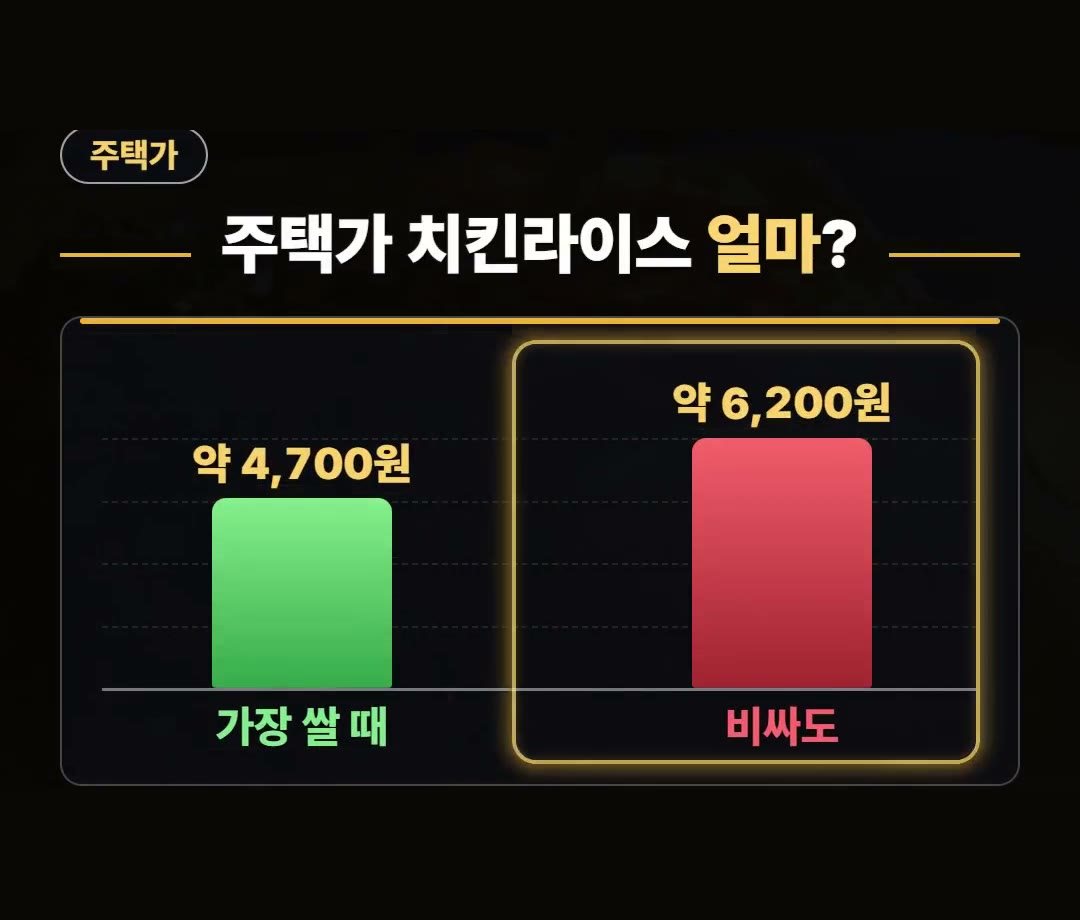 주택가
주택가 치킨라이스 얼마?
약 4,700원
약 6,200원
가장 쌀 때
비싸도